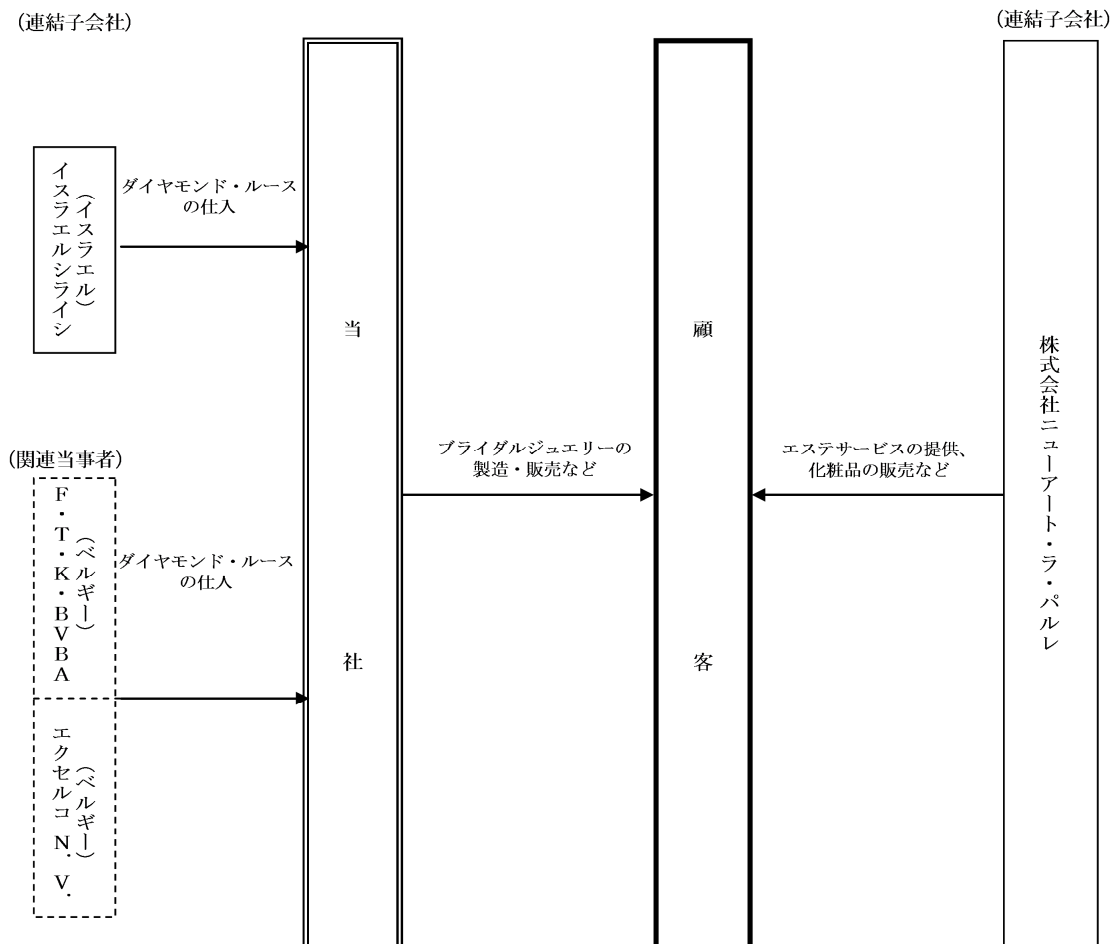 (連結子会社)
イスラエルシライシ
(イスラエル)
ダイヤモンド・ルース
の仕入
(関連当事者)
F・T・K・BVBA
(ベルギー)
ダイヤモンド・ルース
の仕入
エクセルコ N.V.
(ベルギー)
当社
ブライダルジュエリーの
製造・販売など
顧客
エステサービスの提供、
化粧品の販売など
(連結子会社)
株式会社ニューアート・ラ・パルレ